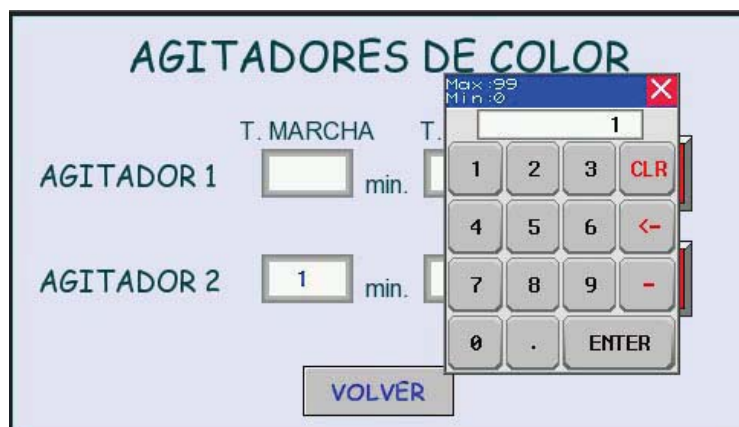 AGITADORES DE COLOR
Max:99
Min:0
1
T. MARCHA T.
AGITADOR 1 min.
1 2 3 CLR
4 5 6 <-
AGITADOR 2 1 min.
7 8 9 -
0 . ENTER
VOLVER